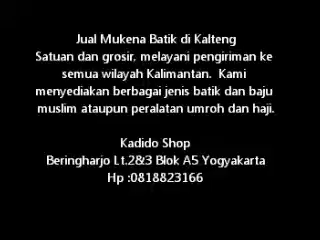 Jual Mukena Batik di Kalteng
Satuan dan grosir, melayani pengiriman ke
semua wilayah Kalimantan. Kami
menyediakan berbagai jenis batik dan baju
muslim ataupun peralatan umroh dan haji.
Kadido Shop
Beringharjo Lt.2&3 Blok A5 Yogyakarta
Hp :0818823166